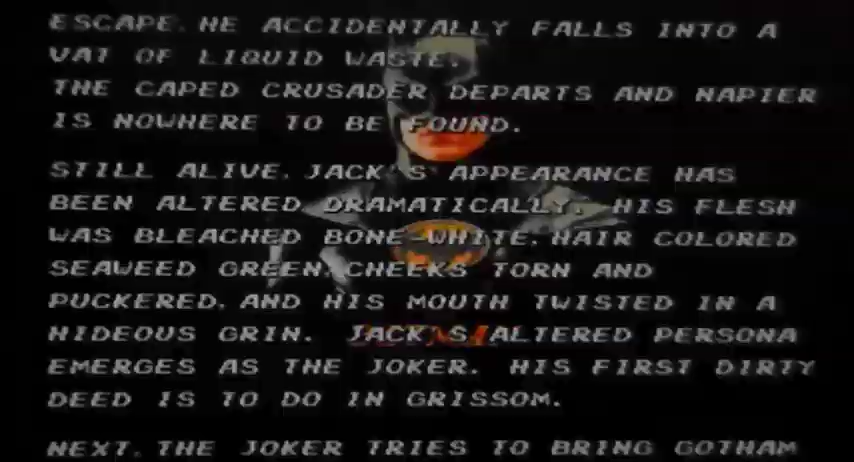 ESCAPE. HE ACCIDENTALLY FALLS INTO A
VAT OF LIQUID WASTE.
THE CAPED CRUSADER DEPARTS AND NAPIER
IS NOWHERE TO BE FOUND.
STILL ALIVE. JACK'S APPEARANCE HAS
BEEN ALTERED DRAMATICALLY. HIS FLESH
WAS BLEACHED BONE-WHITE. HAIR COLORED
SEAWEED GREEN, CHEEKS TORN AND
PUCKERED. AND HIS MOUTH TWISTED IN A
HIDEOUS GRIN. JACK'S ALTERED PERSONA
EMERGES AS THE JOKER. HIS FIRST DIRTY
DEED IS TO DO IN GRISSOM.
NEXT. THE JOKER TRIES TO BRING GOTHAM